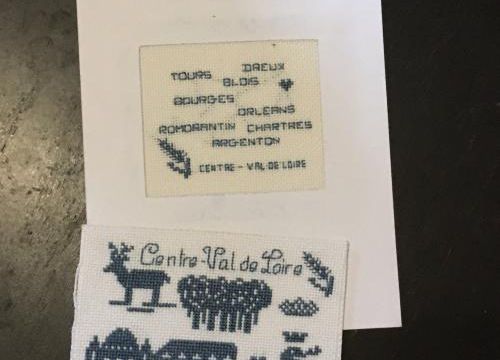 DREUX
TOURS
BLOIS
BOURGES
ORLEANS
ROMORANTIN CHARTRES
ARGENTON
CENTRE - VAL DE LOIRE
Centre Val de Loire